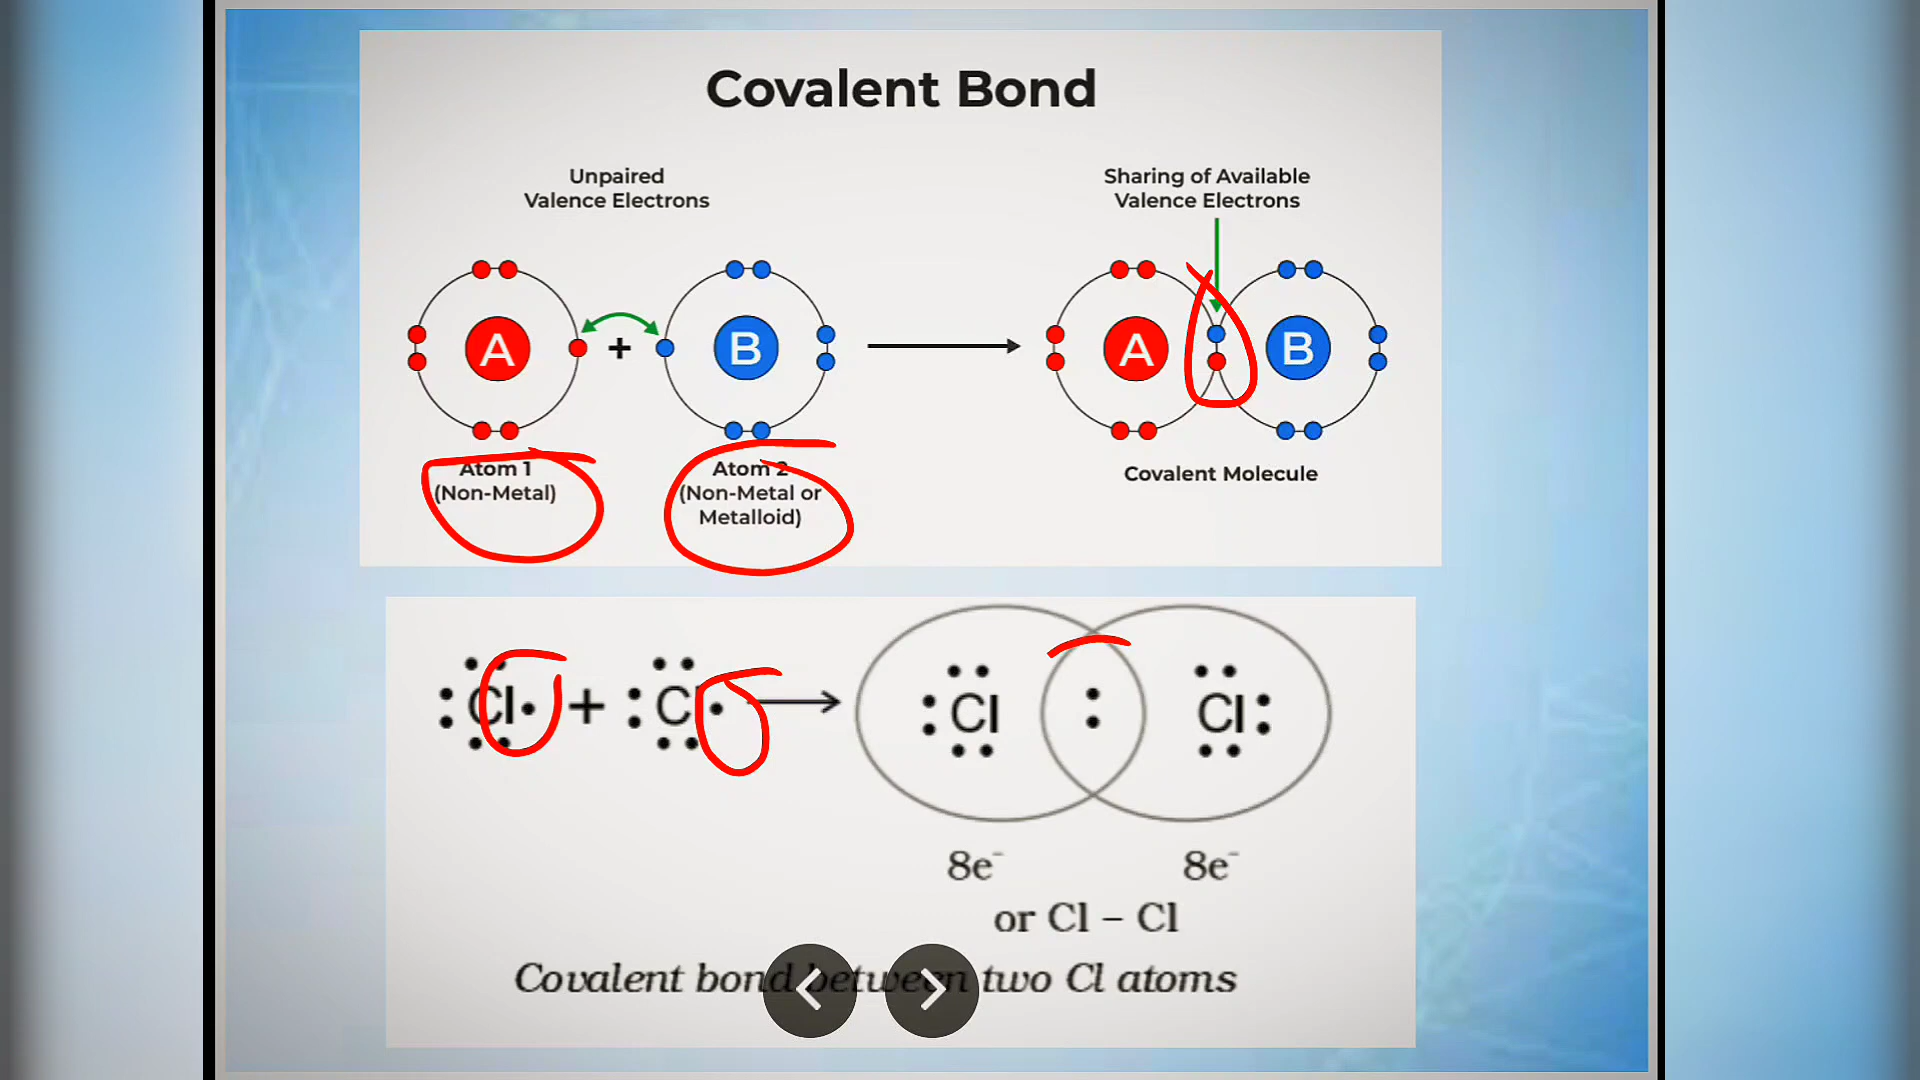 Covalent Bond
Unpaired
Valence Electrons
Sharing of Available
Valence Electrons
A + B
A B
Atom 1
(Non-Metal)
Atom 2
(Non-Metal or
Metalloid)
Covalent Molecule
Cl + Cl
Cl Cl
8e⁻ 8e⁻
or Cl – Cl
Covalent bond between two Cl atoms